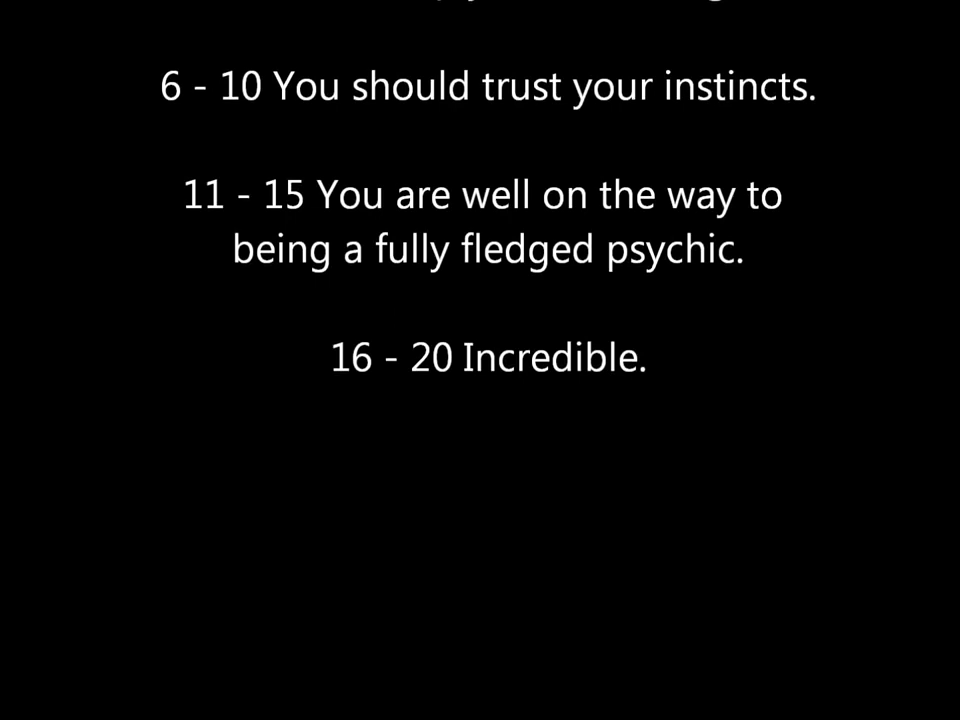 6 - 10 You should trust your instincts.
11 - 15 You are well on the way to
being a fully fledged psychic.
16 - 20 Incredible.